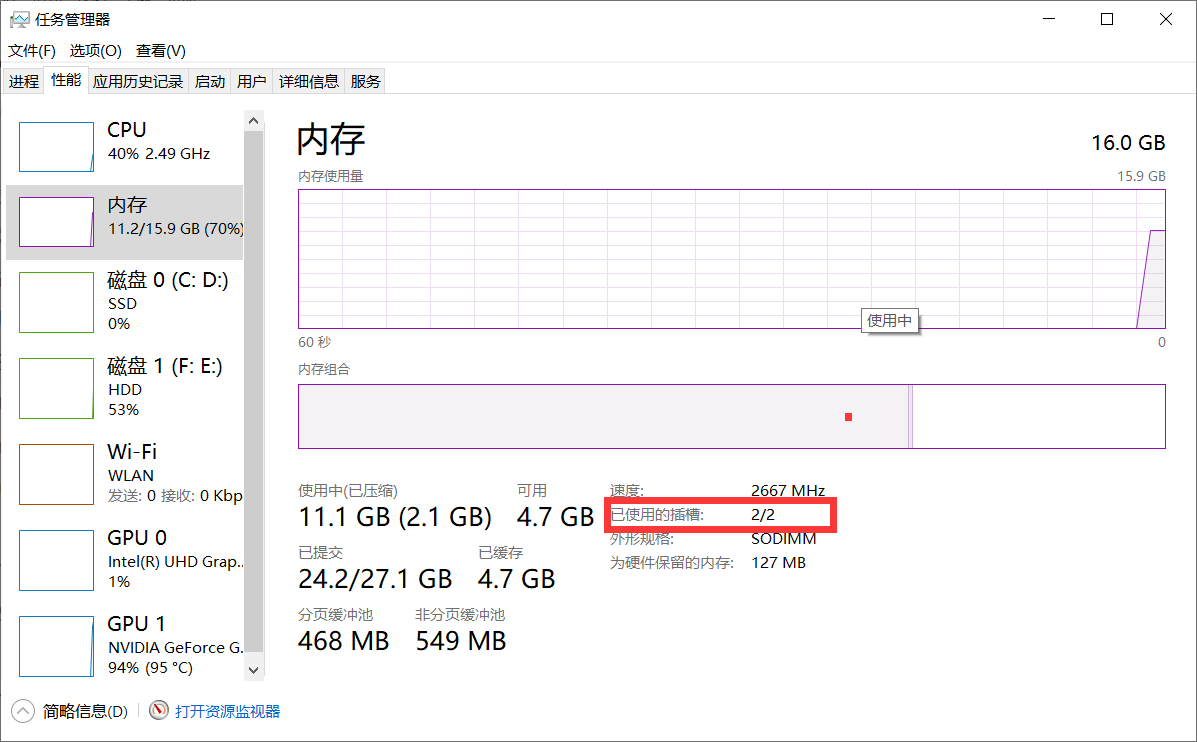 任务管理器
文件(F) 选项(O) 查看(V)
进程 性能 应用历史记录 启动 用户 详细信息 服务
CPU
40% 2.49 GHz
内存
11.2/15.9 GB (70%)
磁盘 0 (C: D:)
SSD
0%
磁盘 1 (F: E:)
HDD
53%
Wi-Fi
WLAN
发送: 0 接收: 0 Kbp
GPU 0
Intel(R) UHD Grap...
1%
GPU 1
NVIDIA GeForce G.
94% (95 °C)
内存
16.0 GB
内存使用量
15.9 GB
使用中
60 秒
0
内存组合
使用中(已压缩)
11.1 GB (2.1 GB)
可用
4.7 GB
已提交
24.2/27.1 GB
已缓存
4.7 GB
分页缓冲池
468 MB
非分页缓冲池
549 MB
速度: 2667 MHz
已使用的插槽: 2/2
外形规格: SODIMM
为硬件保留的内存: 127 MB
简略信息(D)
打开资源监视器